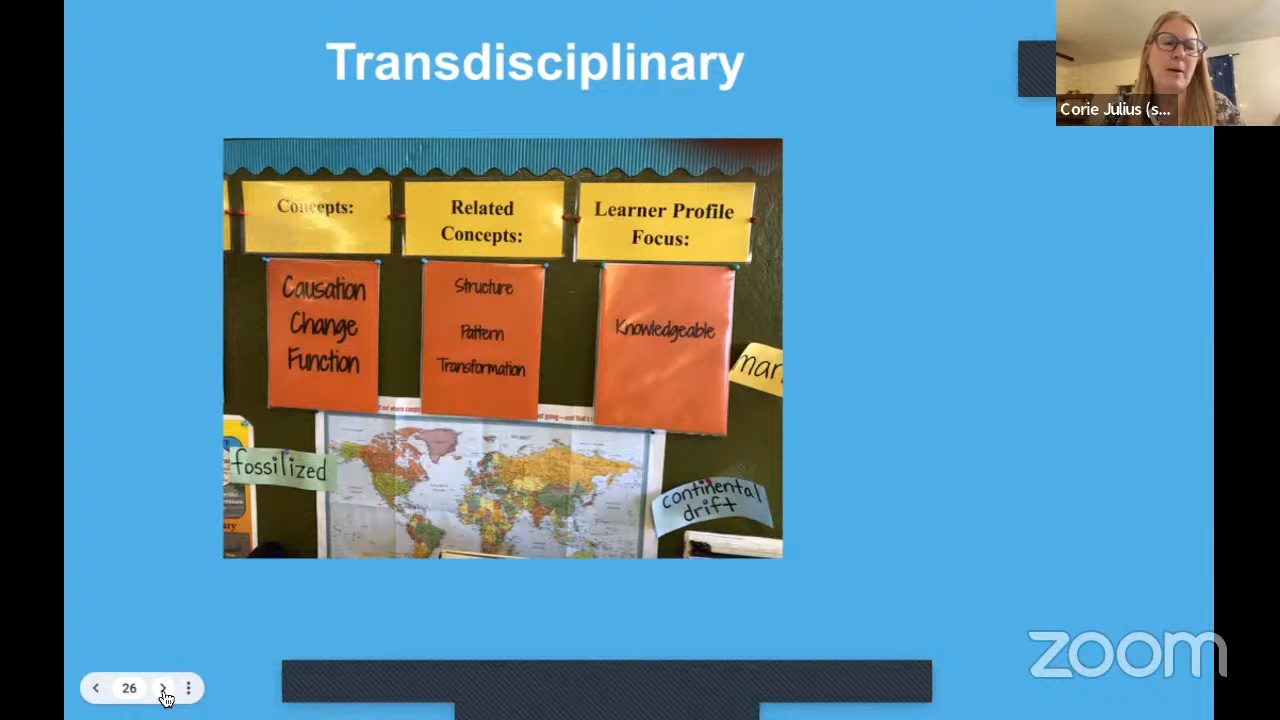 Transdisciplinary
Corie Julius (s...
Concepts:
Related
Concepts:
Learner Profile
Focus:
Causation
Change
Function
Structure
Pattern
Transformation
Knowledgeable
mar
fossilized
continental
drift
zoom
26